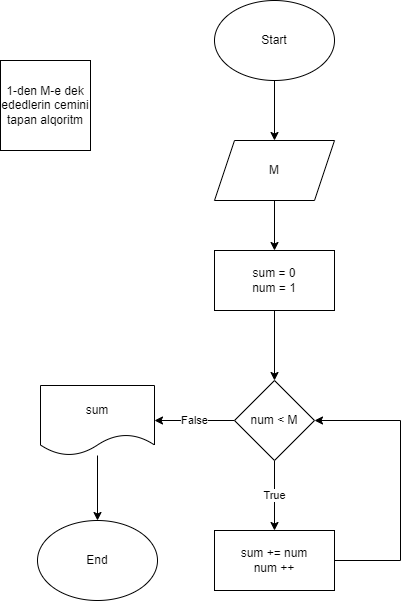 Start
1-den M-e dek
ededlerin cemini
tapan alqoritm
M
sum = 0
num = 1
num < M
False
sum
True
sum += num
num ++
End